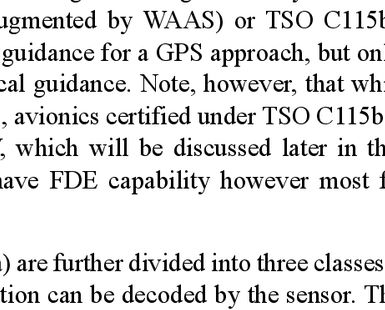 ugmented by WAAS) or TSO C115b
guidance for a GPS approach, but onl
cal guidance. Note, however, that whi
, avionics certified under TSO C115b
, which will be discussed later in th
have FDE capability however most f
) are further divided into three classes
tion can be decoded by the sensor. Th